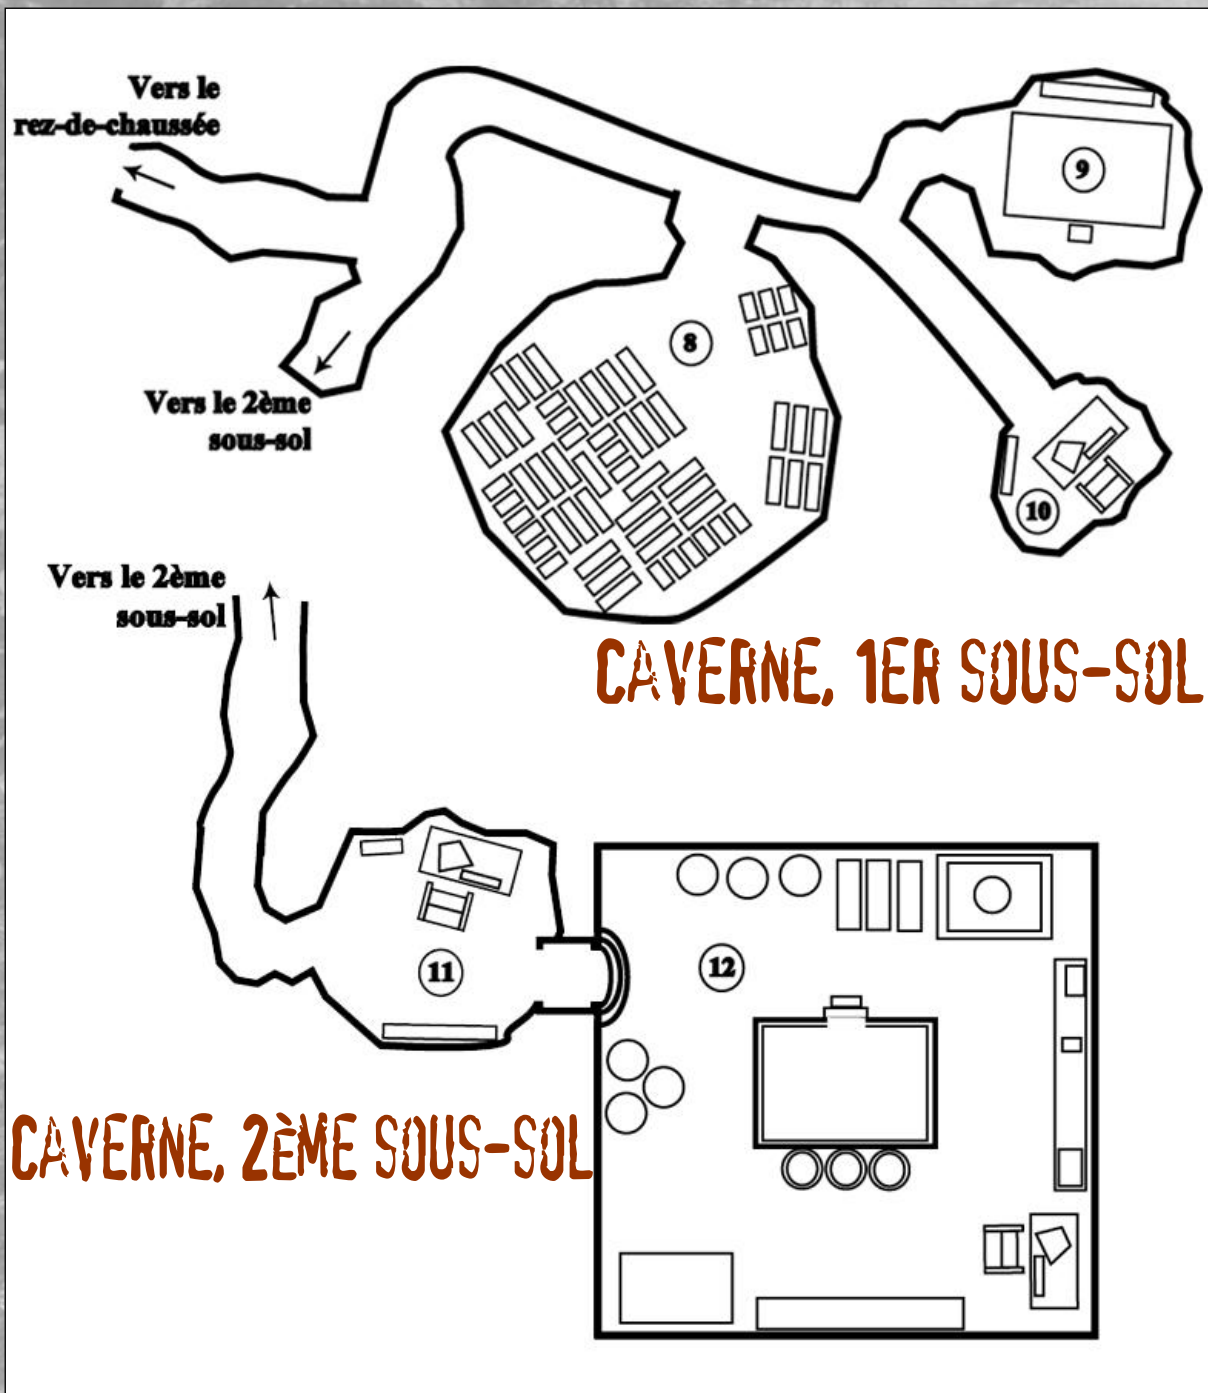 Vers le
rez-de-chaussée
9
8
Vers le 2ème
sous-sol
10
Vers le 2ème
sous-sol
CAVERNE, 1ER SOUS-SOL
11
12
CAVERNE, 2ÈME SOUS-SOL